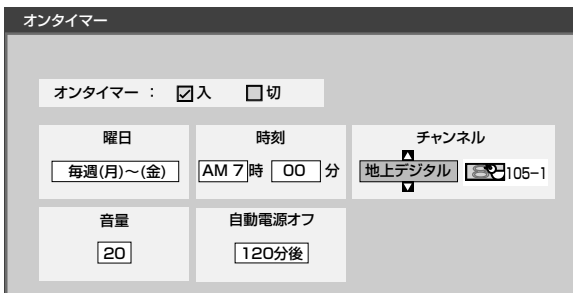 オンタイマー
オンタイマー : 入 切
曜日
毎週(月)～(金)
時刻
AM 7 時 00 分
チャンネル
地上デジタル 105−1
音量
20
自動電源オフ
120分後